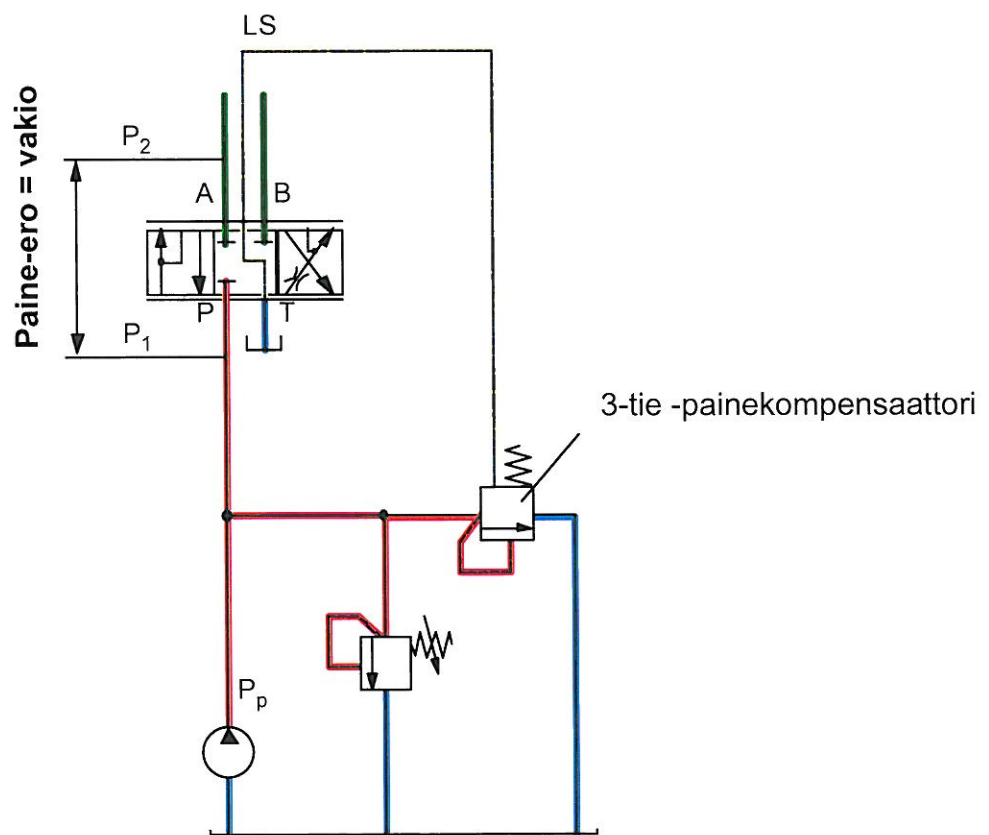 LS
Paine-ero = vakio
P₂
A
B
P
T
P₁
3-tie -painekompensaattori
Pₚ